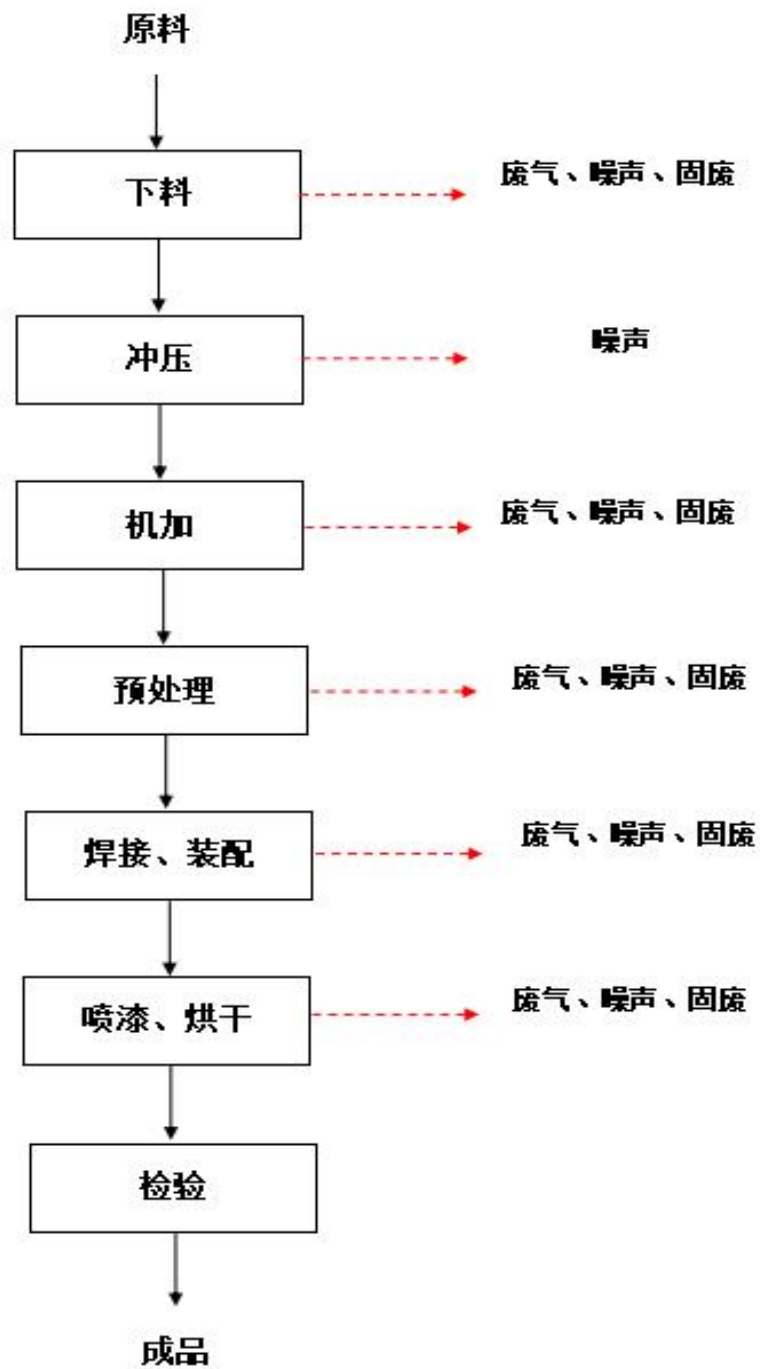 原料
下料
废气、噪声、固废
冲压
噪声
机加
废气、噪声、固废
预处理
废气、噪声、固废
焊接、装配
废气、噪声、固废
喷漆、烘干
废气、噪声、固废
检验
成品